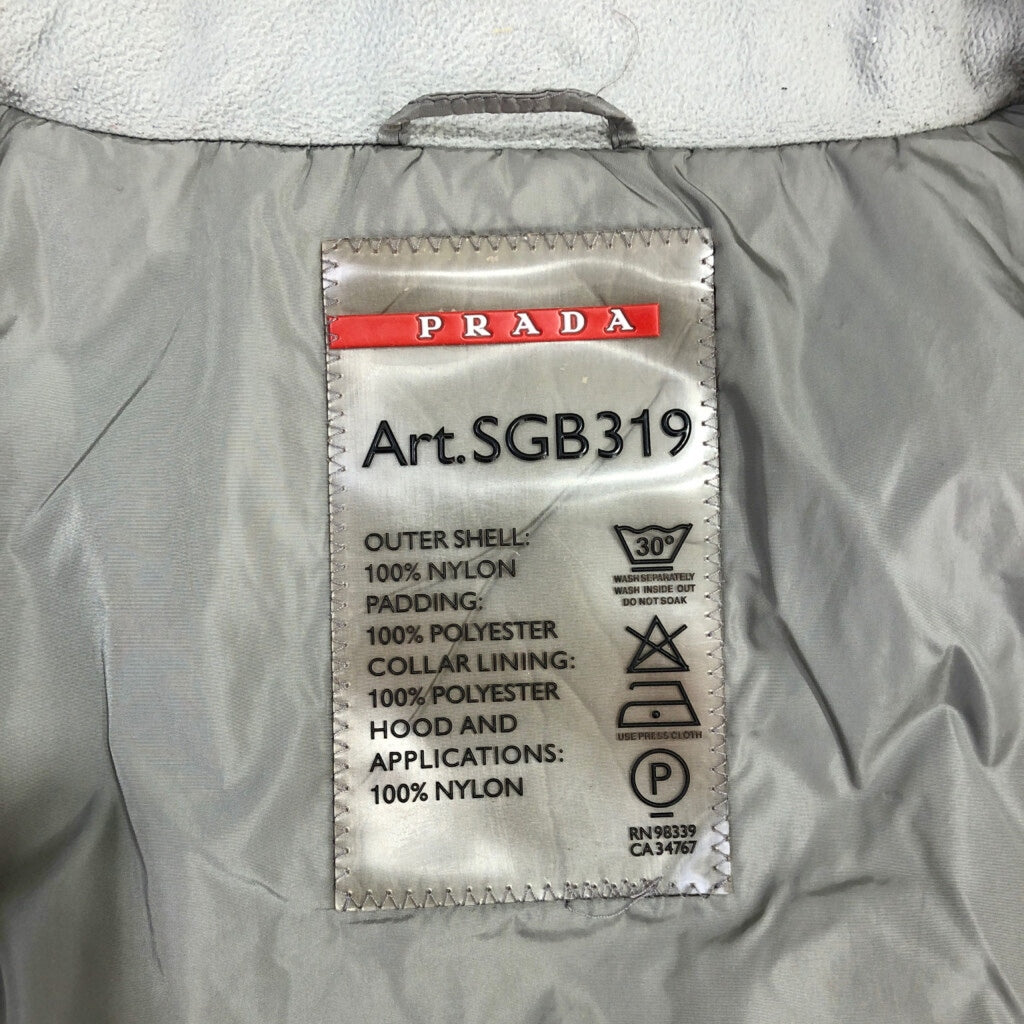 PRADA
Art.SGB319
OUTER SHELL:
100% NYLON
PADDING:
100% POLYESTER
COLLAR LINING:
100% POLYESTER
HOOD AND
APPLICATIONS:
100% NYLON
30°
WASH SEPARATELY
WASH INSIDE OUT
DO NOT SOAK
USE PRESS CLOTH
P
RN 98339
CA 34767